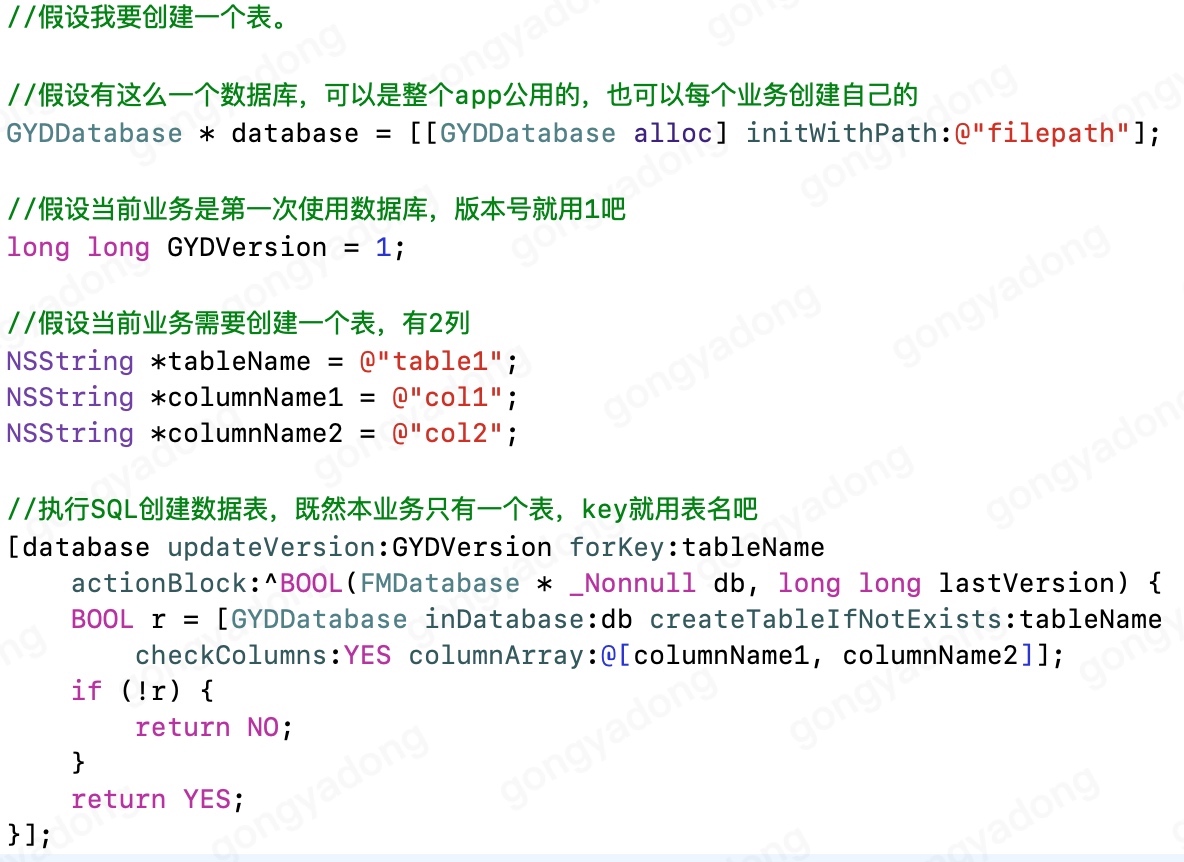 //假设我要创建一个表。
//假设有这么一个数据库，可以是整个app公用的，也可以每个业务创建自己的
GYDDatabase * database = [[GYDDatabase alloc] initWithPath:@"filepath"];
//假设当前业务是第一次使用数据库，版本号就用1吧
long long GYDVersion = 1;
//假设当前业务需要创建一个表，有2列
NSString *tableName = @"table1";
NSString *columnName1 = @"col1";
NSString *columnName2 = @"col2";
//执行SQL创建数据表，既然本业务只有一个表，key就用表名吧
[database updateVersion:GYDVersion forKey:tableName
    actionBlock:^BOOL(FMDatabase * _Nonnull db, long long lastVersion) {
    BOOL r = [GYDDatabase inDatabase:db createTableIfNotExists:tableName
        checkColumns:YES columnArray:@[columnName1, columnName2]];
    if (!r) {
        return NO;
    }
    return YES;
}];